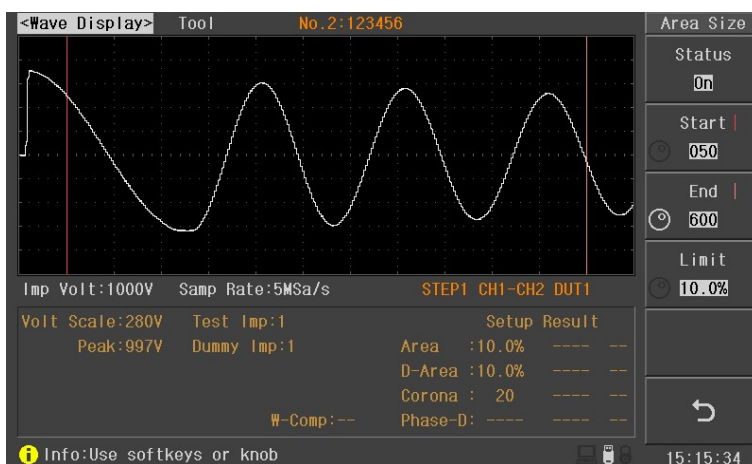 <Wave Display> Tool No.2:123456 Area Size
Status
On
Start
050
End
600
Limit
10.0%
Imp Volt:1000V Samp Rate:5MSa/s STEP1 CH1-CH2 DUT1
Volt Scale:280V Test Imp:1 Setup Result
Peak:997V Dummy Imp:1 Area :10.0% ---- --
D-Area :10.0% ---- --
Corona : 20 ---- --
W-Comp:-- Phase-D: ---- ---- --
i Info:Use softkeys or knob 15:15:34